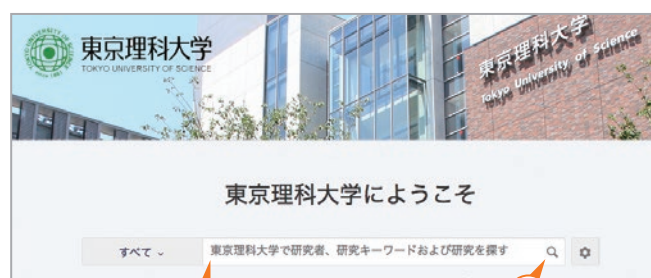 東京理科大学
TOKYO UNIVERSITY OF SCIENCE
東京理科大学
Tokyo University of Science
東京理科大学にようこそ
すべて
東京理科大学で研究者、研究キーワードおよび研究を探す